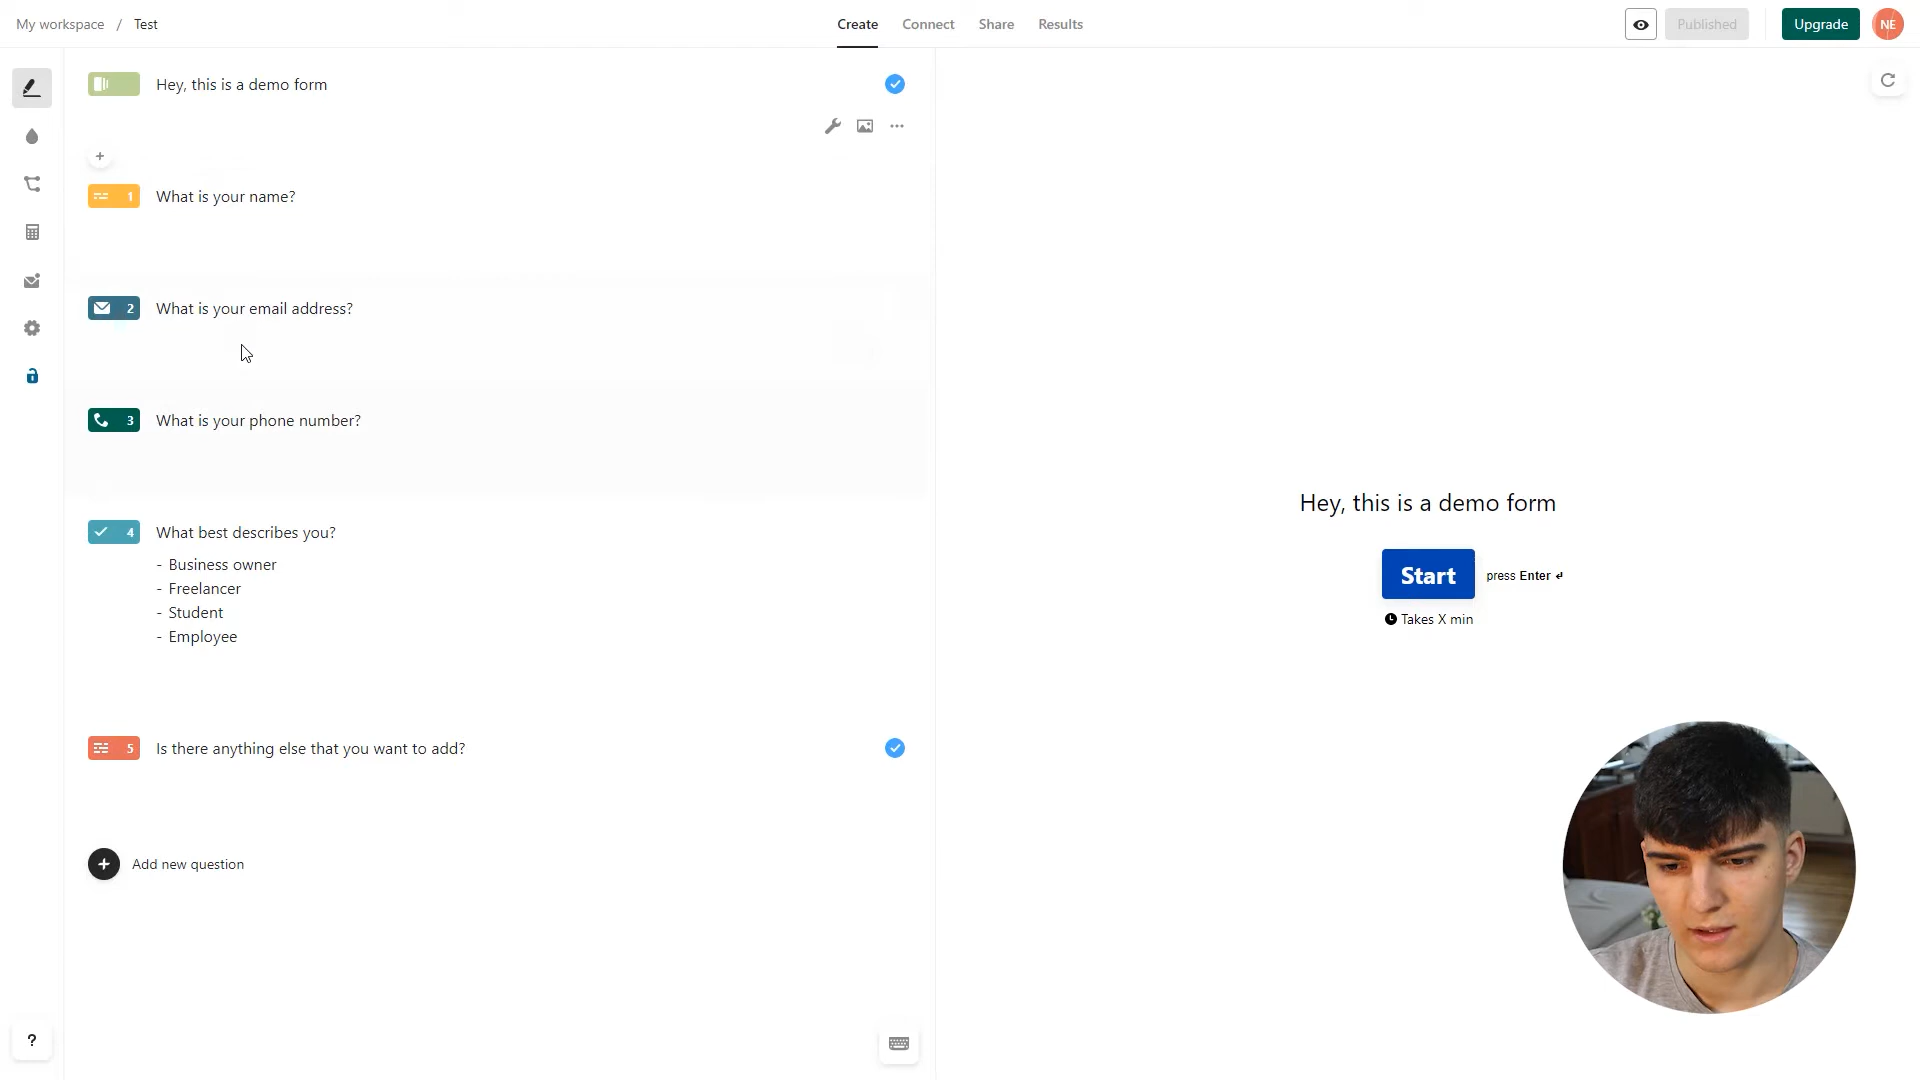 My workspace / Test
Create Connect Share Results
Published Upgrade NE
Hey, this is a demo form
+
1 What is your name?
2 What is your email address?
3 What is your phone number?
4 What best describes you?
- Business owner
- Freelancer
- Student
- Employee
5 Is there anything else that you want to add?
+ Add new question
?
Hey, this is a demo form
Start press Enter ↵
Takes X min